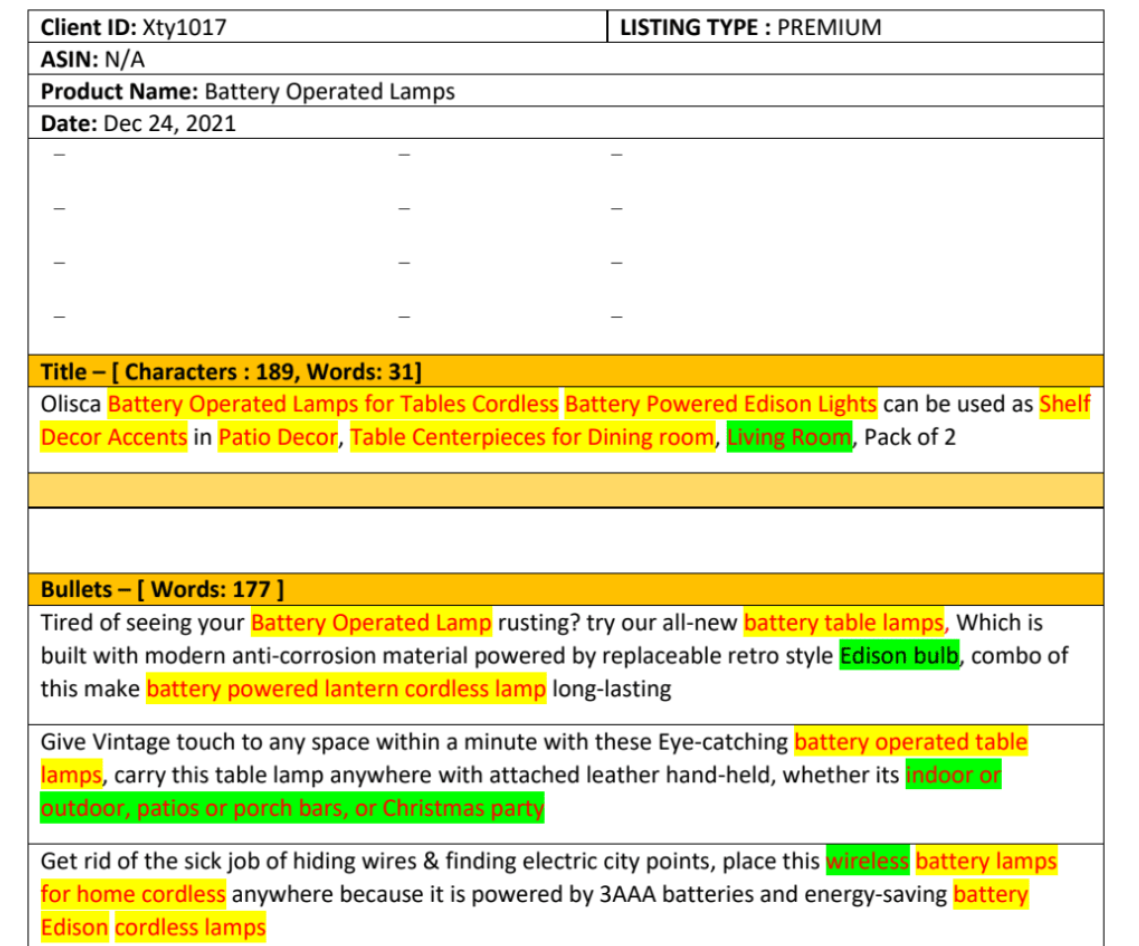 Client ID: Xty1017 LISTING TYPE : PREMIUM
ASIN: N/A
Product Name: Battery Operated Lamps
Date: Dec 24, 2021
– – –
– – –
– – –
– – –
Title – [ Characters : 189, Words: 31]
Olisca Battery Operated Lamps for Tables Cordless Battery Powered Edison Lights can be used as Shelf
Decor Accents in Patio Decor, Table Centerpieces for Dining room, Living Room, Pack of 2
Bullets – [ Words: 177 ]
Tired of seeing your Battery Operated Lamp rusting? try our all-new battery table lamps, Which is
built with modern anti-corrosion material powered by replaceable retro style Edison bulb, combo of
this make battery powered lantern cordless lamp long-lasting
Give Vintage touch to any space within a minute with these Eye-catching battery operated table
lamps, carry this table lamp anywhere with attached leather hand-held, whether its indoor or
outdoor, patios or porch bars, or Christmas party
Get rid of the sick job of hiding wires & finding electric city points, place this wireless battery lamps
for home cordless anywhere because it is powered by 3AAA batteries and energy-saving battery
Edison cordless lamps